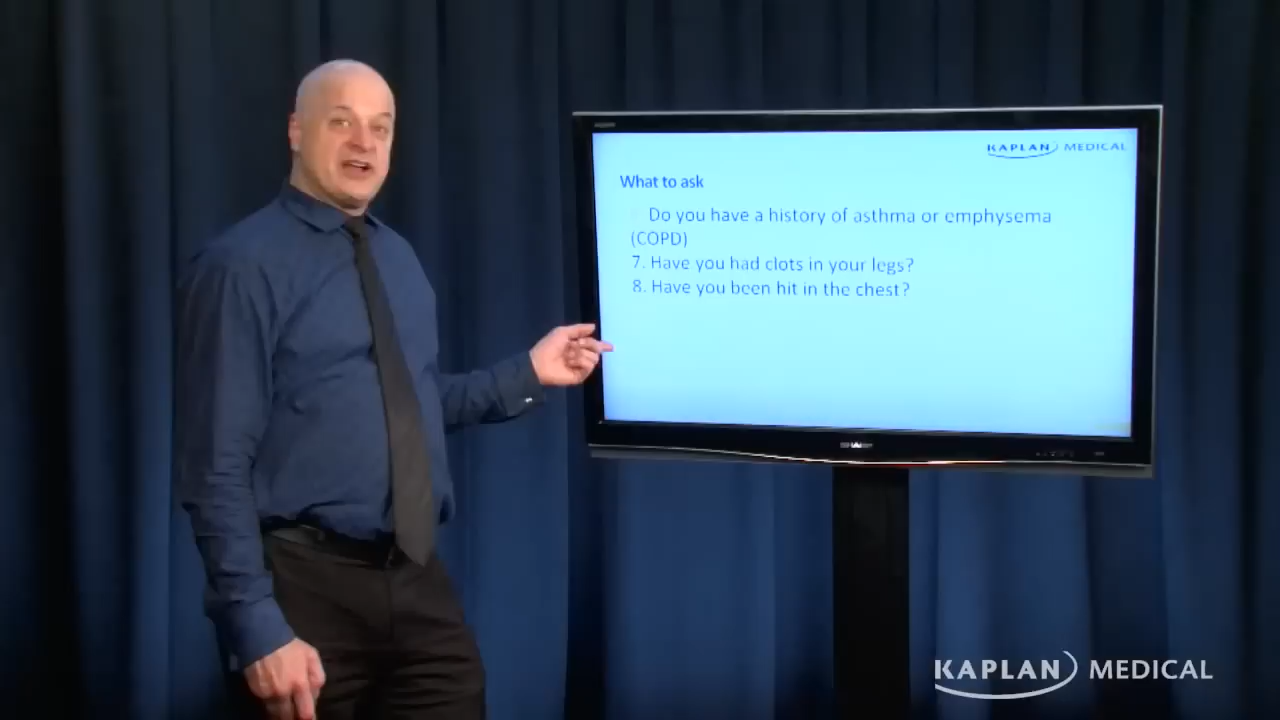 KAPLAN MEDICAL
What to ask
Do you have a history of asthma or emphysema
(COPD)
7. Have you had clots in your legs?
8. Have you been hit in the chest?
SHARP
KAPLAN MEDICAL